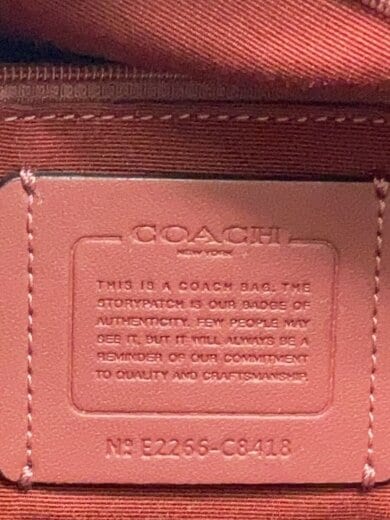 COACH
NEW YORK
THIS IS A COACH BAG. THE
STORYPATCH IS OUR BADGE OF
AUTHENTICITY. FEW PEOPLE MAY
SEE IT, BUT IT WILL ALWAYS BE A
REMINDER OF OUR COMMITMENT
TO QUALITY AND CRAFTSMANSHIP.
Nº E2266-C8418